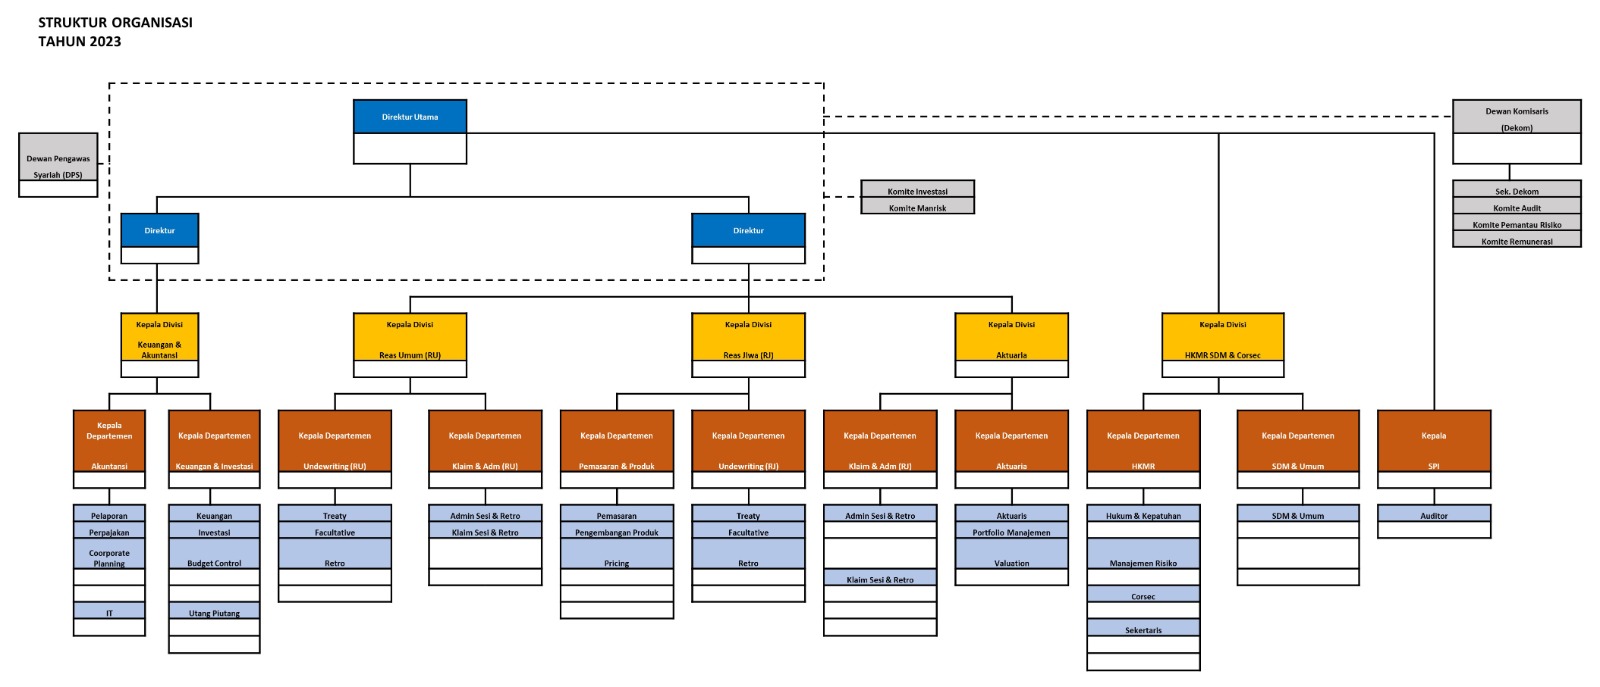 STRUKTUR ORGANISASI
TAHUN 2023
Direktur Utama
Dewan Komisaris
(Dekom)
Dewan Pengawas
Syariah (DPS)
Komite Investasi
Komite Manrisk
Sek. Dekom
Komite Audit
Komite Pemantau Risiko
Komite Remunerasi
Direktur
Direktur
Kepala Divisi
Keuangan &
Akuntansi
Kepala Divisi
Reas Umum (RU)
Kepala Divisi
Reas Jiwa (RJ)
Kepala Divisi
Aktuaria
Kepala Divisi
HKMR SDM & Corsec
Kepala
Departemen
Akuntansi
Kepala Departemen
Keuangan & Investasi
Kepala Departemen
Undewriting (RU)
Kepala Departemen
Klaim & Adm (RU)
Kepala Departemen
Pemasaran & Produk
Kepala Departemen
Undewriting (RJ)
Kepala Departemen
Klaim & Adm (RJ)
Kepala Departemen
Aktuaria
Kepala Departemen
HKMR
Kepala Departemen
SDM & Umum
Kepala
SPI
Pelaporan
Perpajakan
Coorporate
Planning
IT
Keuangan
Investasi
Budget Control
Utang Piutang
Treaty
Facultative
Retro
Admin Sesi & Retro
Klaim Sesi & Retro
Pemasaran
Pengembangan Produk
Pricing
Treaty
Facultative
Retro
Admin Sesi & Retro
Klaim Sesi & Retro
Aktuaris
Portfolio Manajemen
Valuation
Hukum & Kepatuhan
Manajemen Risiko
Corsec
Sekertaris
SDM & Umum
Auditor